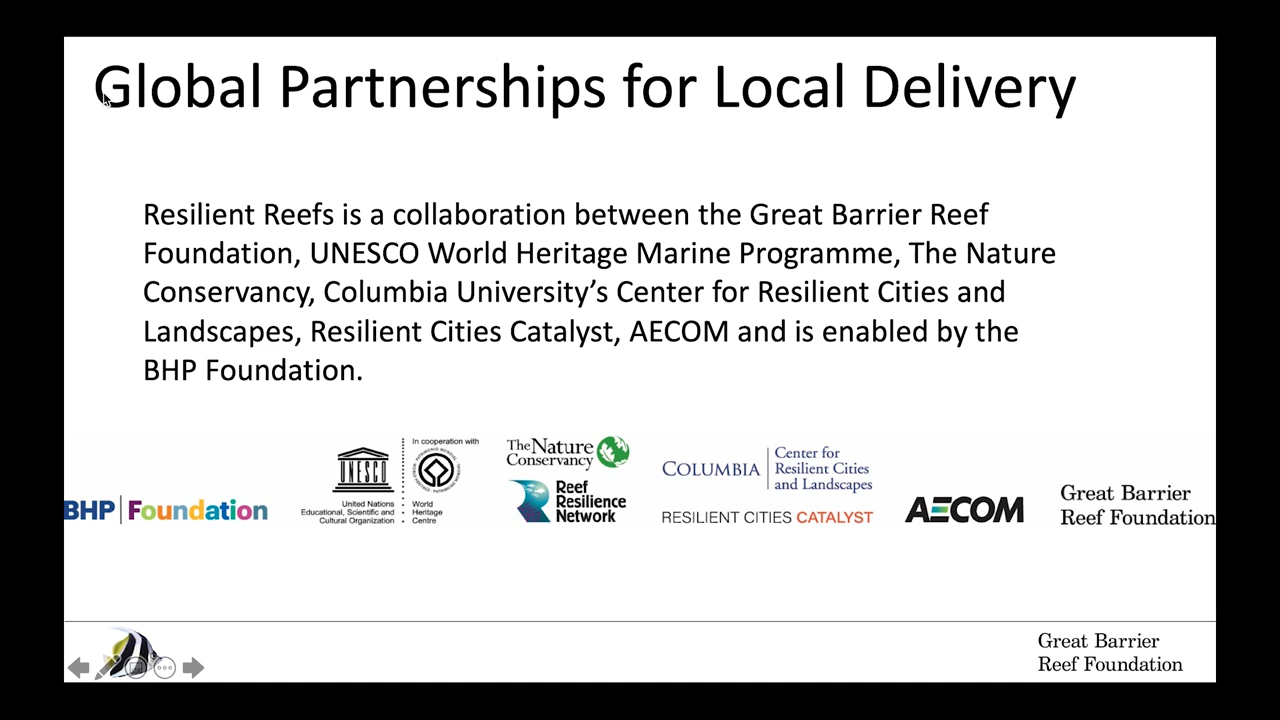 Global Partnerships for Local Delivery
Resilient Reefs is a collaboration between the Great Barrier Reef
Foundation, UNESCO World Heritage Marine Programme, The Nature
Conservancy, Columbia University’s Center for Resilient Cities and
Landscapes, Resilient Cities Catalyst, AECOM and is enabled by the
BHP Foundation.
BHP Foundation
UNESCO
United Nations
Educational, Scientific and
Cultural Organization
In cooperation with
World
Heritage
Centre
The Nature
Conservancy
Reef
Resilience
Network
COLUMBIA
Center for
Resilient Cities
and Landscapes
RESILIENT CITIES CATALYST
AECOM
Great Barrier
Reef Foundation
Great Barrier
Reef Foundation